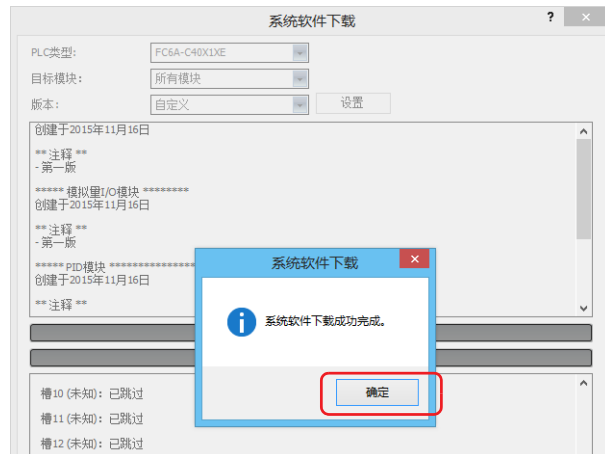 系统软件下载
? ×
PLC类型: FC6A-C40X1XE
目标模块: 所有模块
版本: 自定义 设置
创建于2015年11月16日
** 注释 **
- 第一版
***** 模拟量I/O模块 ********
创建于2015年11月16日
** 注释 **
- 第一版
***** PID模块 ****************
创建于2015年11月16日
** 注释 **
系统软件下载 ×
系统软件下载成功完成。
确定
槽10 (未知): 已跳过
槽11 (未知): 已跳过
槽12 (未知): 已跳过